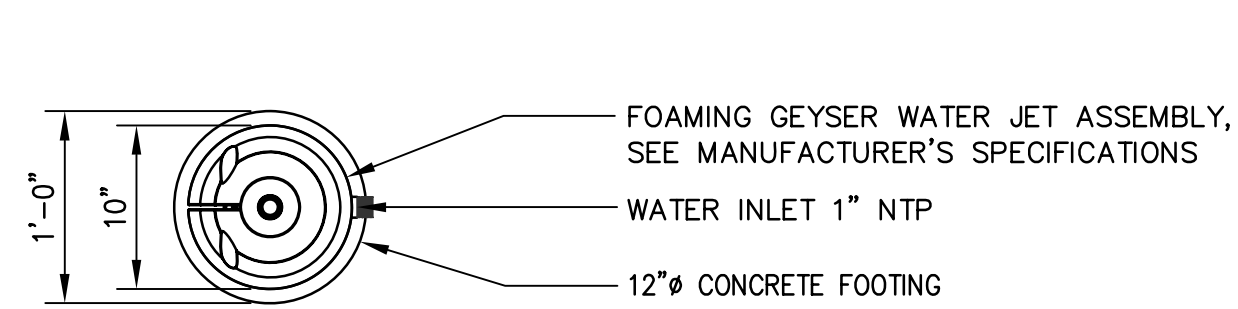 FOAMING GEYSER WATER JET ASSEMBLY,
SEE MANUFACTURER'S SPECIFICATIONS
1'-0"
10"
WATER INLET 1" NTP
12"ø CONCRETE FOOTING